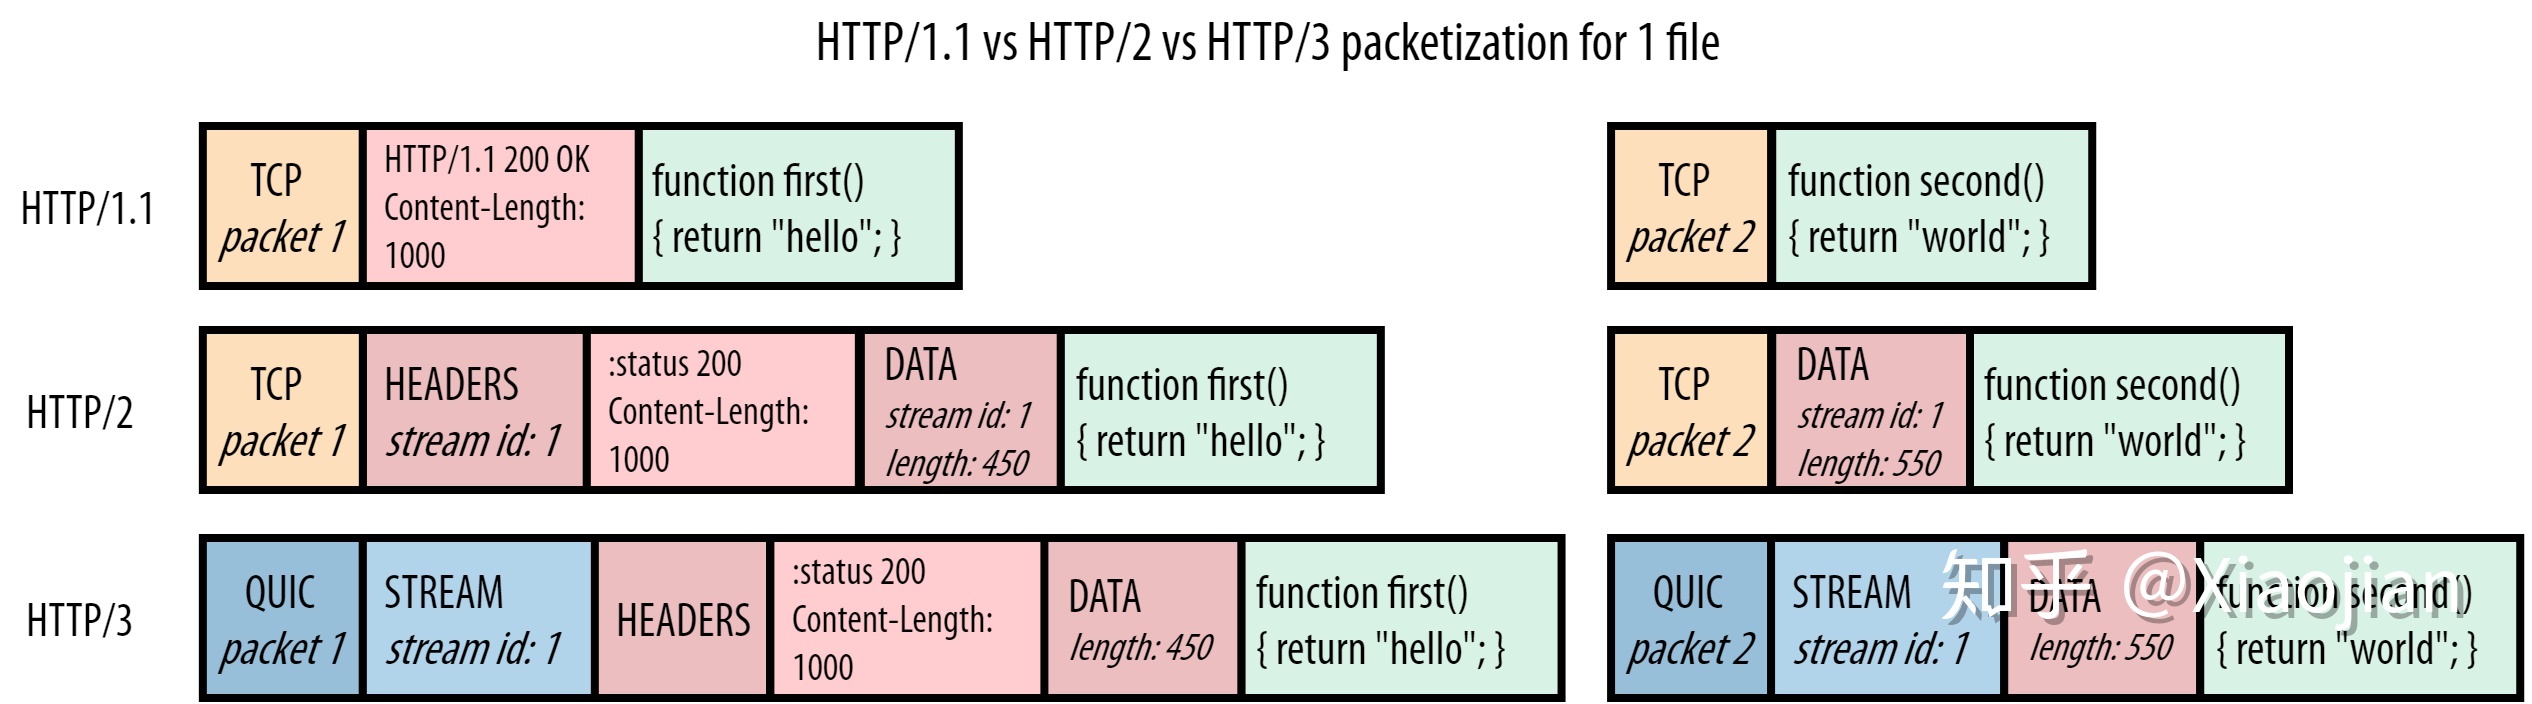 HTTP/1.1 vs HTTP/2 vs HTTP/3 packetization for 1 file
HTTP/1.1
TCP
packet 1
HTTP/1.1 200 OK
Content-Length:
1000
function first()
{ return "hello"; }
TCP
packet 2
function second()
{ return "world"; }
HTTP/2
TCP
packet 1
HEADERS
stream id: 1
:status 200
Content-Length:
1000
DATA
stream id: 1
length: 450
function first()
{ return "hello"; }
TCP
packet 2
DATA
stream id: 1
length: 550
function second()
{ return "world"; }
HTTP/3
QUIC
packet 1
STREAM
stream id: 1
HEADERS
:status 200
Content-Length:
1000
DATA
length: 450
function first()
{ return "hello"; }
QUIC
packet 2
STREAM
stream id: 1
DATA
length: 550
function second()
{ return "world"; }
知乎 @Xiaojian